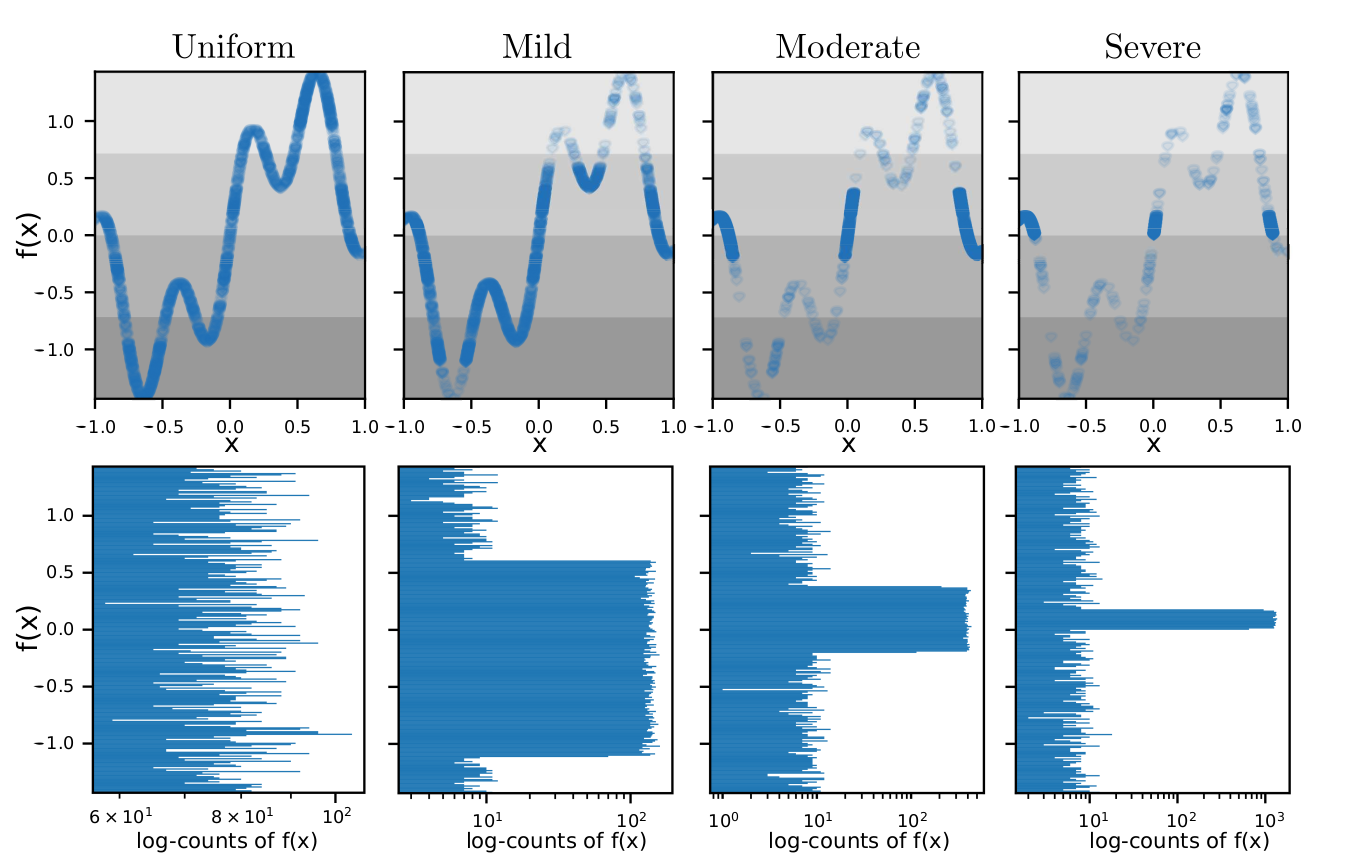 Uniform Mild Moderate Severe
f(x)
1.0
0.5
0.0
−0.5
−1.0
−1.0 −0.5 0.0 0.5 1.0 −1.0 −0.5 0.0 0.5 1.0 −1.0 −0.5 0.0 0.5 1.0 −1.0 −0.5 0.0 0.5 1.0
x x x x
f(x)
1.0
0.5
0.0
−0.5
−1.0
6 × 10¹ 8 × 10¹ 10² 10¹ 10² 10⁰ 10¹ 10² 10¹ 10² 10³
log-counts of f(x) log-counts of f(x) log-counts of f(x) log-counts of f(x)